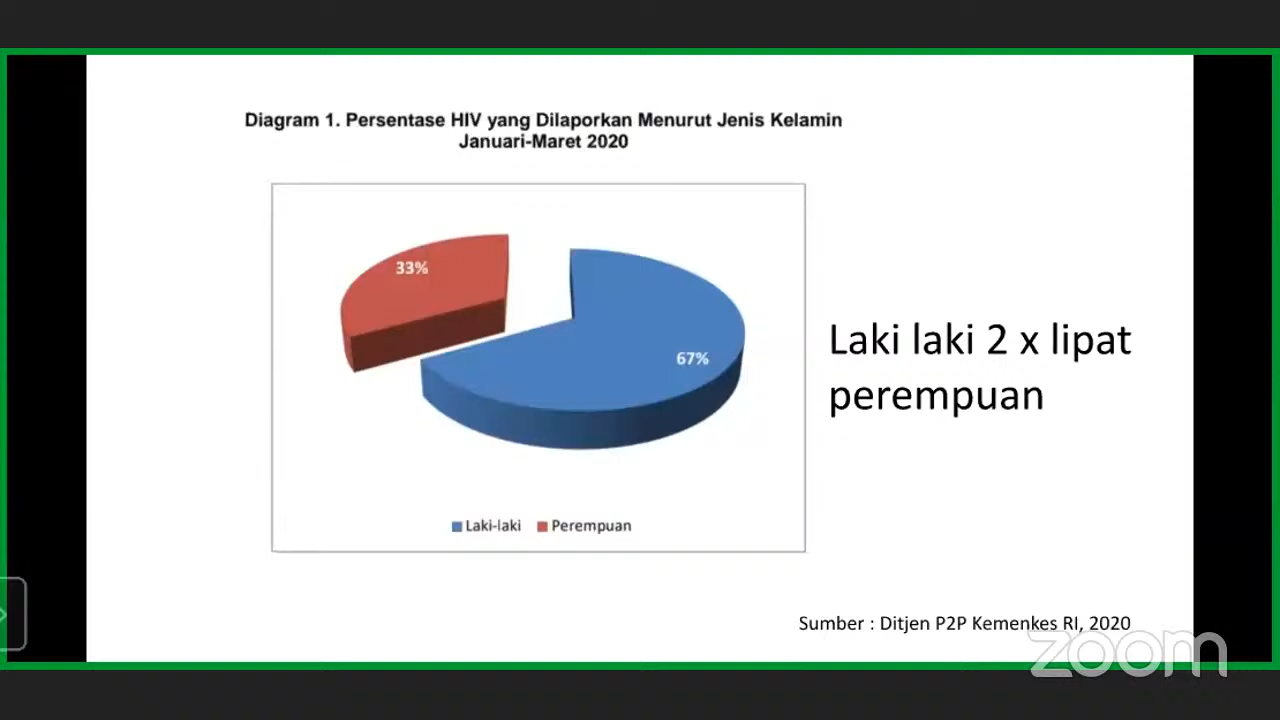 Diagram 1. Persentase HIV yang Dilaporkan Menurut Jenis Kelamin
Januari-Maret 2020
33%
67%
Laki laki 2 x lipat
perempuan
Laki-laki Perempuan
Sumber : Ditjen P2P Kemenkes RI, 2020
zoom